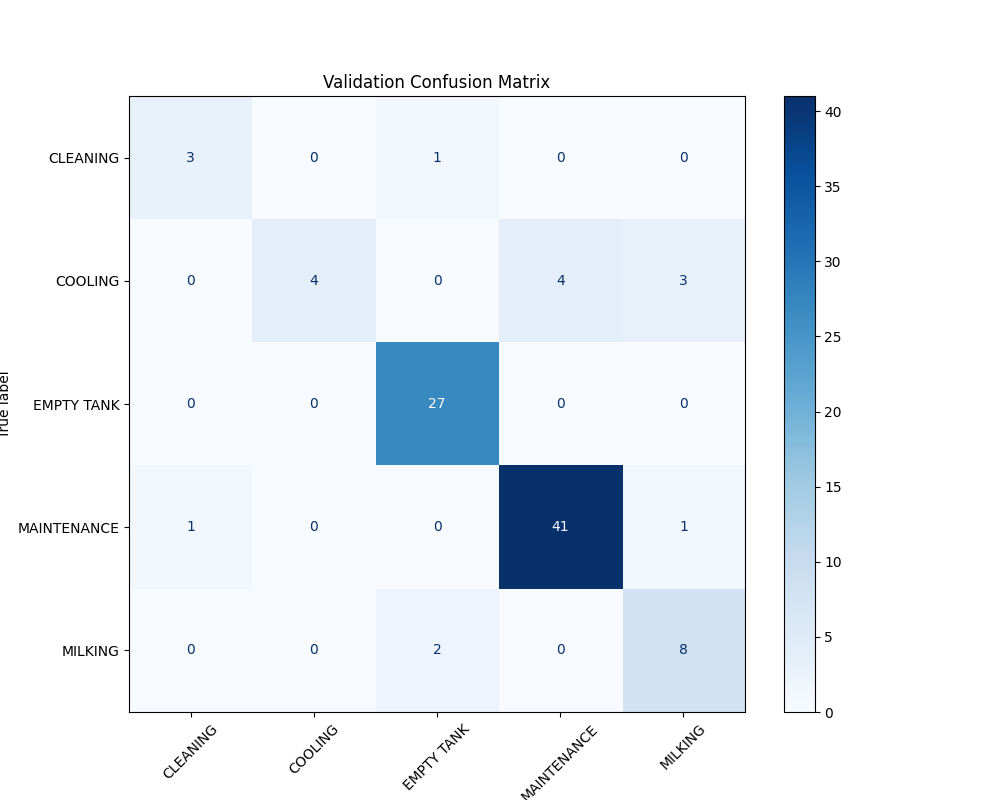 Validation Confusion Matrix
CLEANING 3 0 1 0 0
COOLING 0 4 0 4 3
EMPTY TANK 0 0 27 0 0
MAINTENANCE 1 0 0 41 1
MILKING 0 0 2 0 8
True label
CLEANING COOLING EMPTY TANK MAINTENANCE MILKING
40
35
30
25
20
15
10
5
0